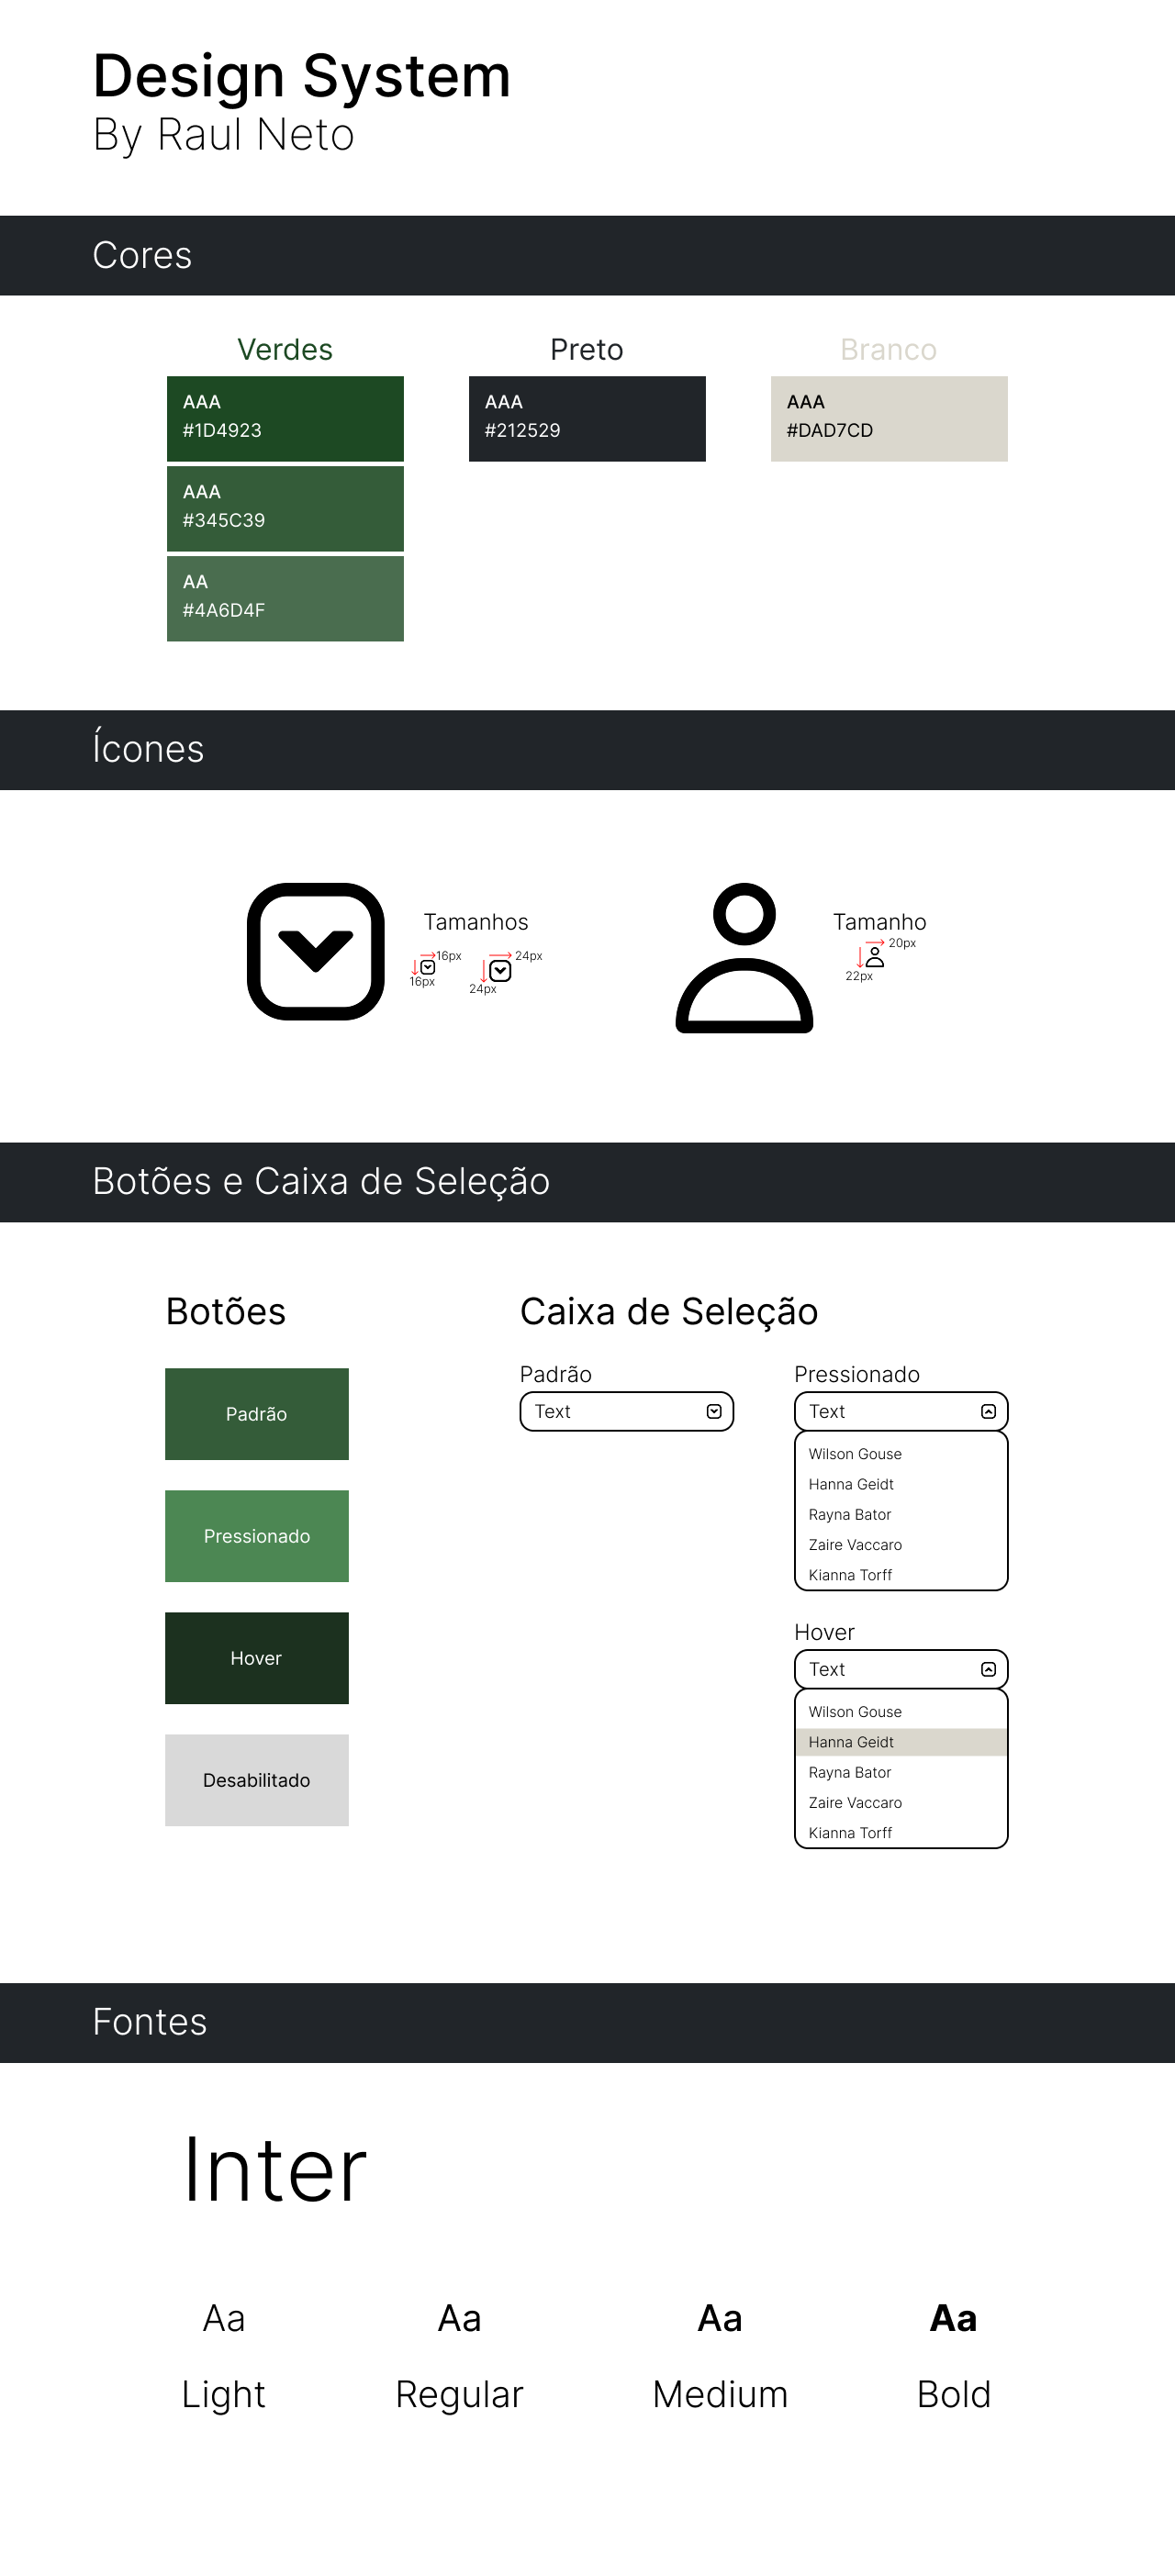 Design System
By Raul Neto
Cores
Verdes
AAA
#1D4923
AAA
#345C39
AA
#4A6D4F
Preto
AAA
#212529
Branco
AAA
#DAD7CD
Ícones
Tamanhos
16px
16px
24px
24px
Tamanho
20px
22px
Botões e Caixa de Seleção
Botões
Padrão
Pressionado
Hover
Desabilitado
Caixa de Seleção
Padrão
Text
Pressionado
Text
Wilson Gouse
Hanna Geidt
Rayna Bator
Zaire Vaccaro
Kianna Torff
Hover
Text
Wilson Gouse
Hanna Geidt
Rayna Bator
Zaire Vaccaro
Kianna Torff
Fontes
Inter
Aa Aa Aa Aa
Light Regular Medium Bold